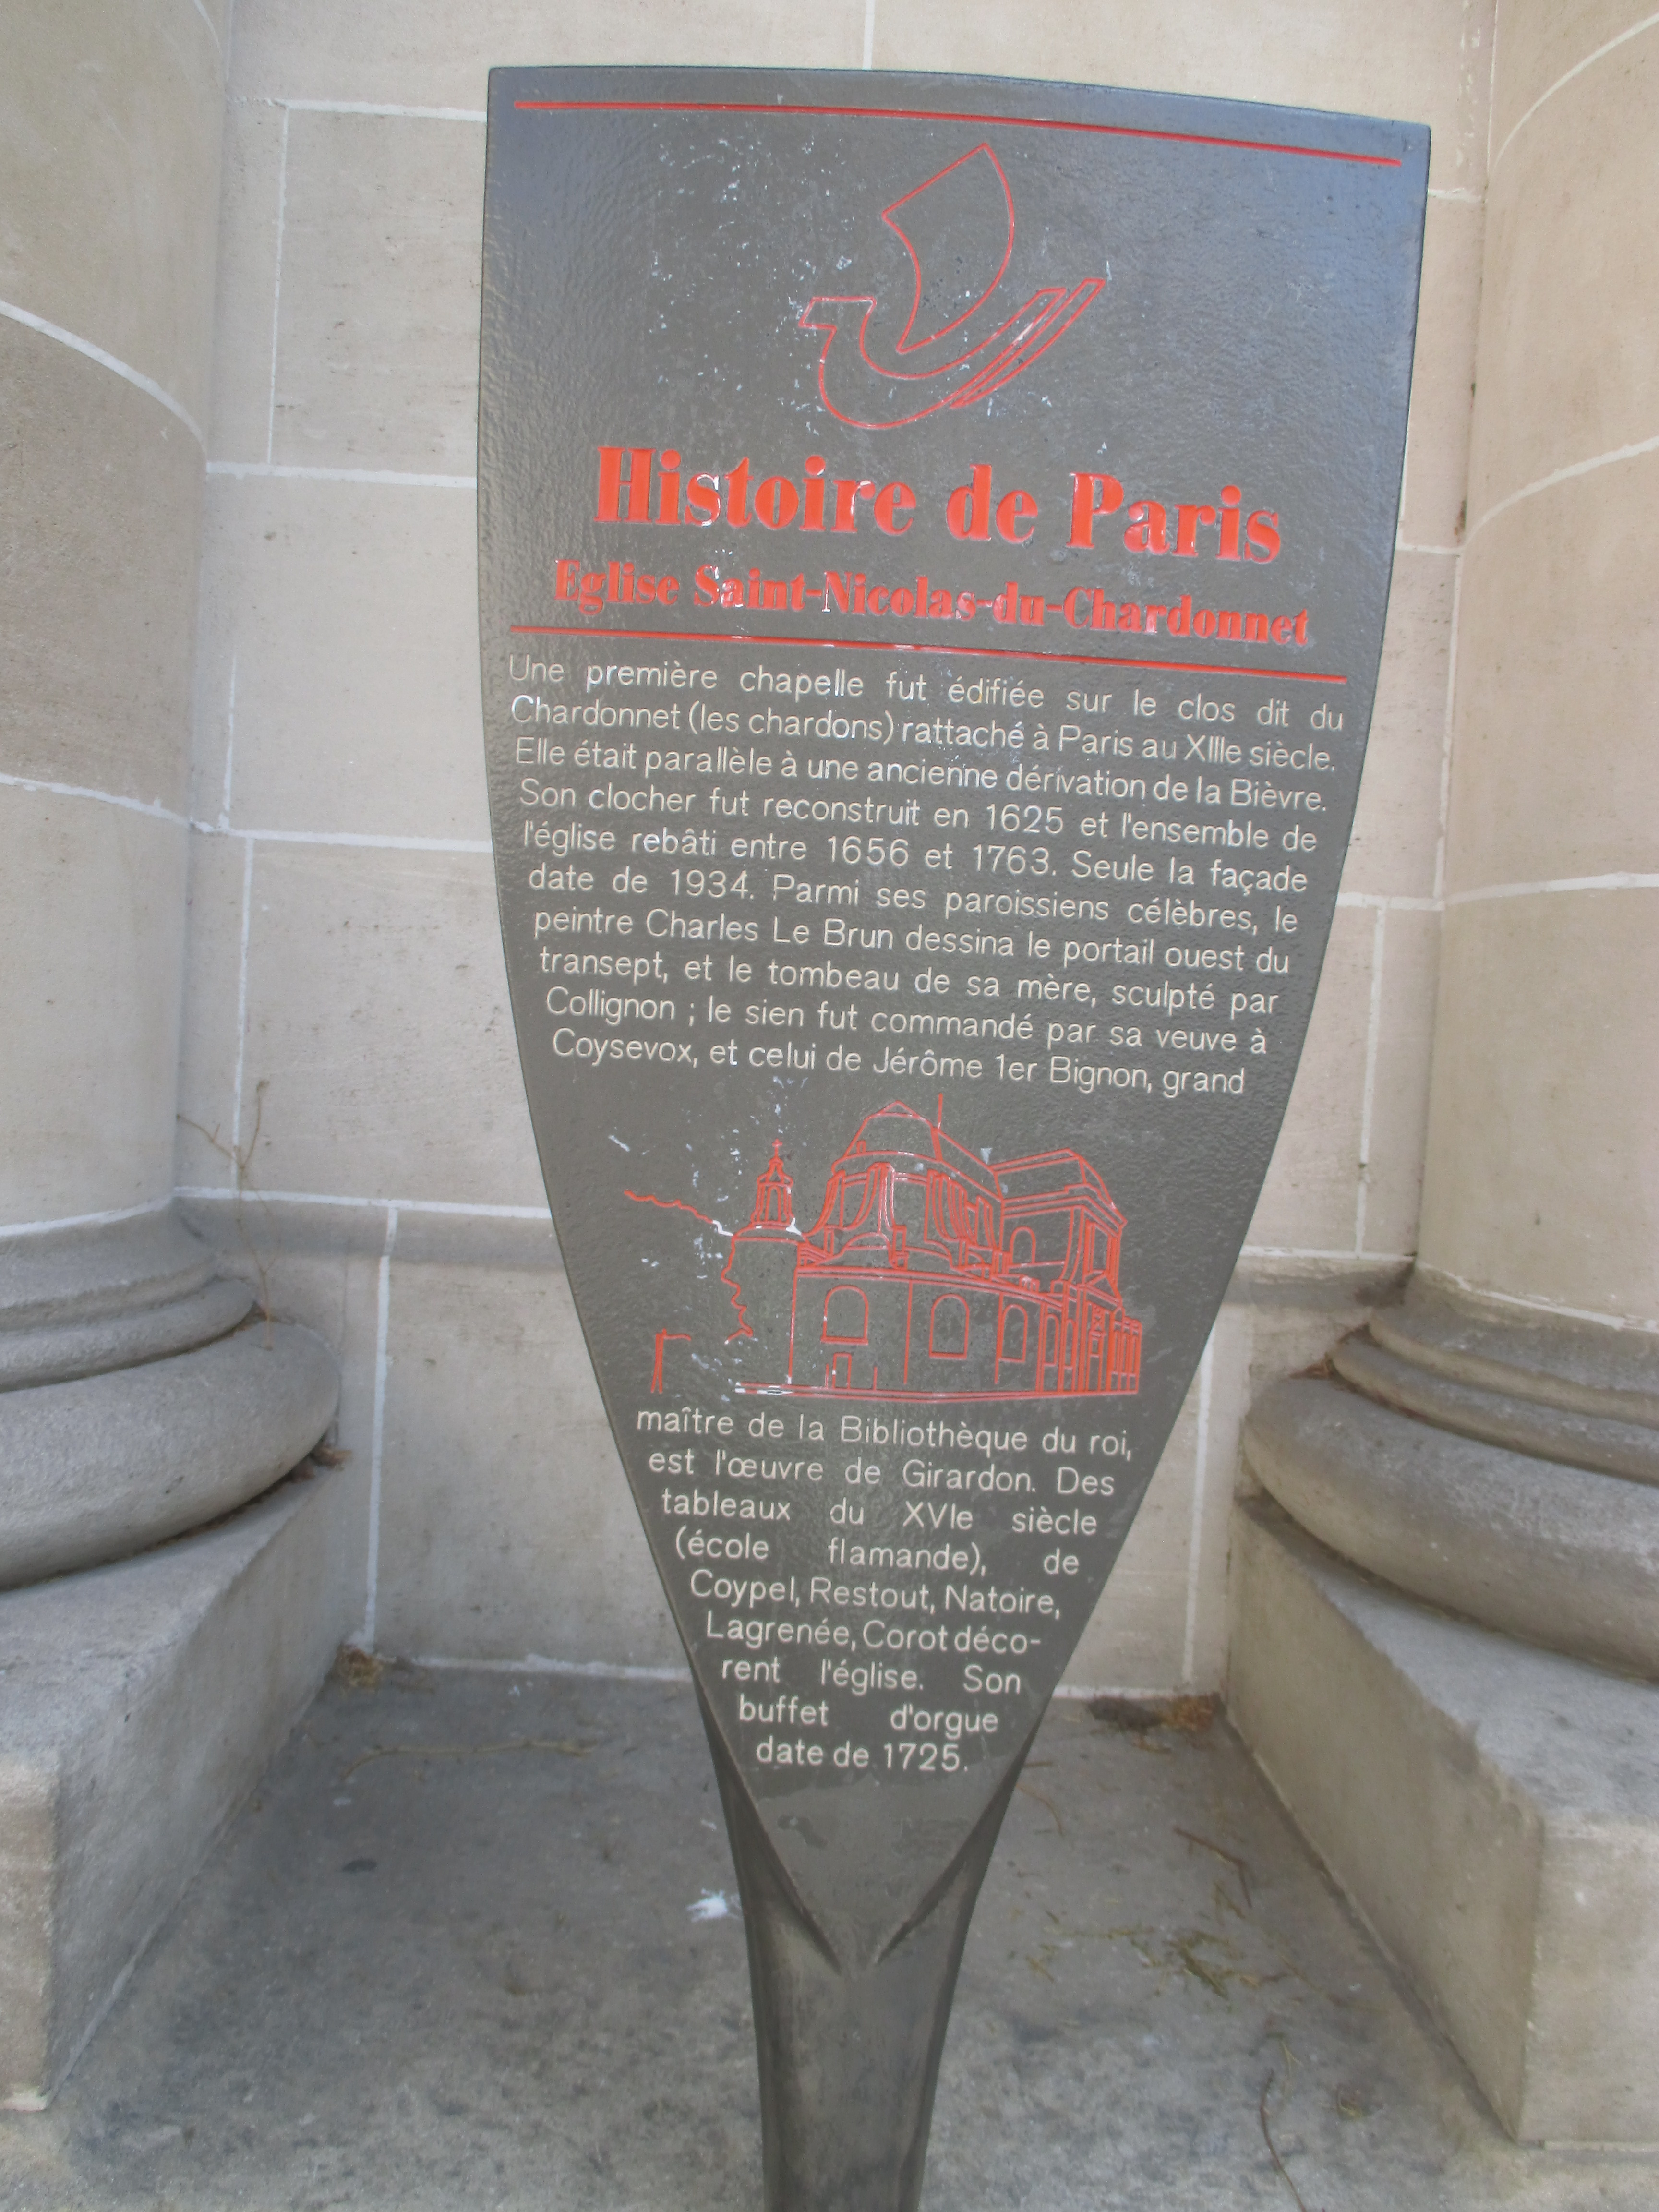 Histoire de Paris
Eglise Saint-Nicolas-du-Chardonnet
Une première chapelle fut édifiée sur le clos dit du
Chardonnet (les chardons) rattaché à Paris au XIIIe siècle.
Elle était parallèle à une ancienne dérivation de la Bièvre.
Son clocher fut reconstruit en 1625 et l'ensemble de
l'église rebâti entre 1656 et 1763. Seule la façade
date de 1934. Parmi ses paroissiens célèbres, le
peintre Charles Le Brun dessina le portail ouest du
transept, et le tombeau de sa mère, sculpté par
Collignon ; le sien fut commandé par sa veuve à
Coysevox, et celui de Jérôme 1er Bignon, grand
maître de la Bibliothèque du roi,
est l'œuvre de Girardon. Des
tableaux du XVIe siècle
(école flamande), de
Coypel, Restout, Natoire,
Lagrenée, Corot déco-
rent l'église. Son
buffet d'orgue
date de 1725.